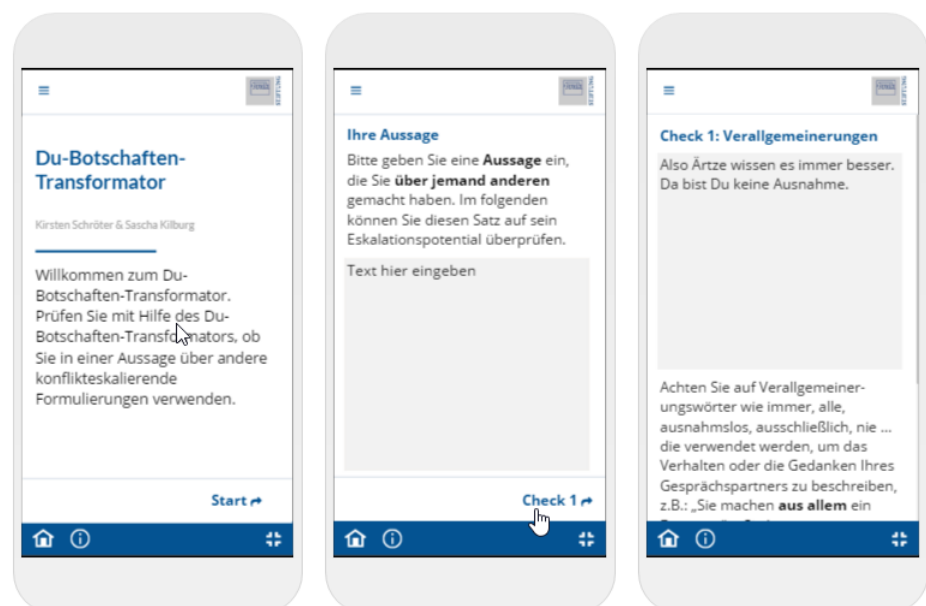 Du-Botschaften-
Transformator
Kirsten Schröter & Sascha Kilburg
Willkommen zum Du-
Botschaften-Transformator.
Prüfen Sie mit Hilfe des Du-
Botschaften-Transformators, ob
Sie in einer Aussage über andere
konflikteskalierende
Formulierungen verwenden.
Start
Ihre Aussage
Bitte geben Sie eine Aussage ein,
die Sie über jemand anderen
gemacht haben. Im folgenden
können Sie diesen Satz auf sein
Eskalationspotential überprüfen.
Text hier eingeben
Check 1
Check 1: Verallgemeinerungen
Also Ärtze wissen es immer besser.
Da bist Du keine Ausnahme.
Achten Sie auf Verallgemeiner-
ungswörter wie immer, alle,
ausnahmslos, ausschließlich, nie ...
die verwendet werden, um das
Verhalten oder die Gedanken Ihres
Gesprächspartners zu beschreiben,
z.B.: „Sie machen aus allem ein